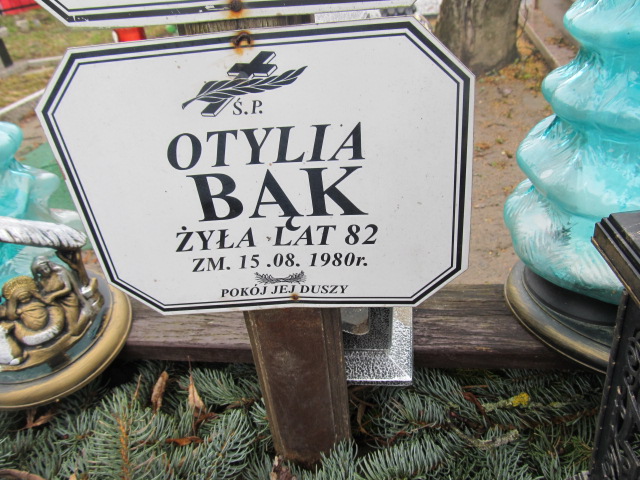 Ś.P.
OTYLIA
BĄK
ŻYŁA LAT 82
ZM. 15.08. 1980r.
POKÓJ JEJ DUSZY